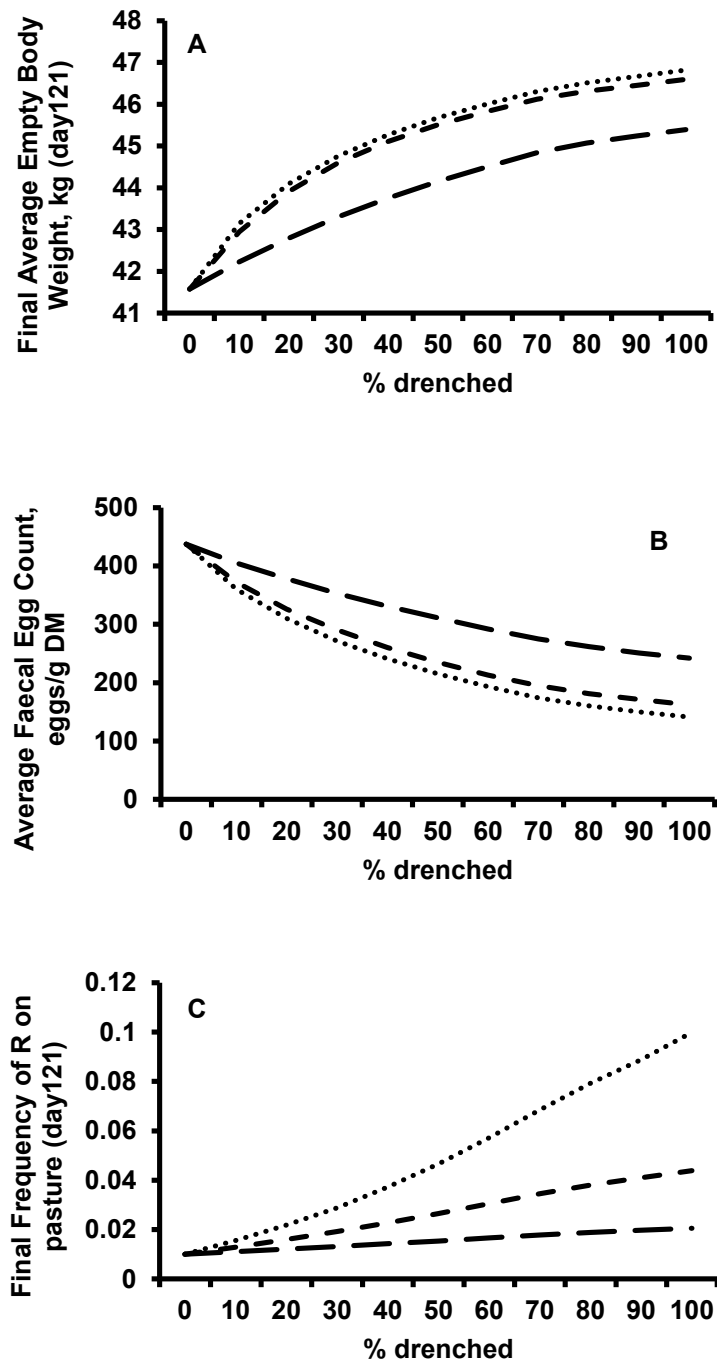 Final Average Empty Body
Weight, kg (day121)
A
48
47
46
45
44
43
42
41
0 10 20 30 40 50 60 70 80 90 100
% drenched
Average Faecal Egg Count,
eggs/g DM
B
500
400
300
200
100
0
0 10 20 30 40 50 60 70 80 90 100
% drenched
Final Frequency of R on
pasture (day121)
C
0.12
0.1
0.08
0.06
0.04
0.02
0
0 10 20 30 40 50 60 70 80 90 100
% drenched